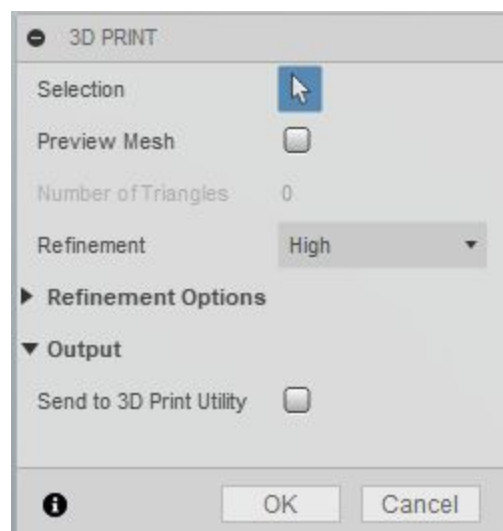 3D PRINT
Selection
Preview Mesh
Number of Triangles 0
Refinement High
Refinement Options
Output
Send to 3D Print Utility
OK Cancel